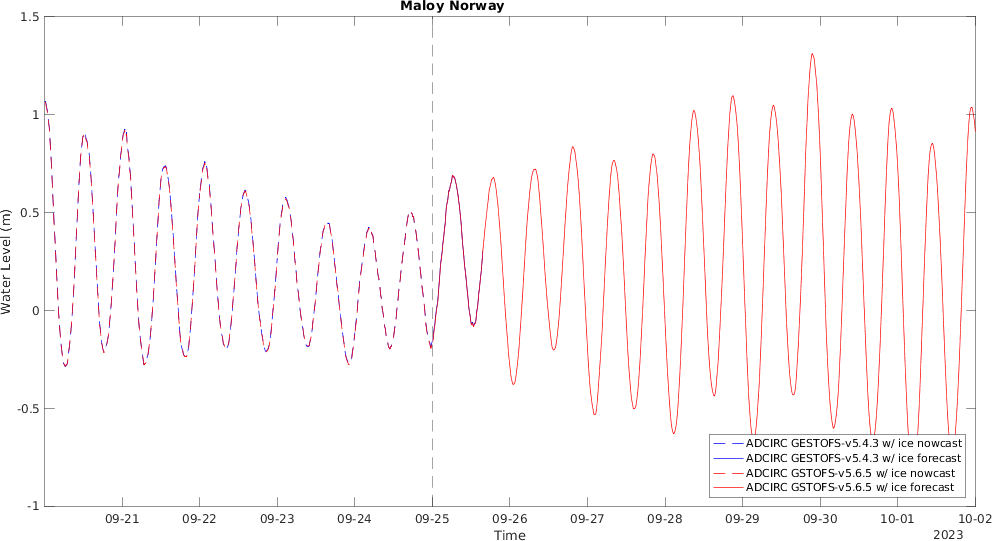 Maloy Norway
1.5
1
0.5
0
-0.5
-1
Water Level (m)
ADCIRC GESTOFS-v5.4.3 w/ ice nowcast
ADCIRC GESTOFS-v5.4.3 w/ ice forecast
ADCIRC GSTOFS-v5.6.5 w/ ice nowcast
ADCIRC GSTOFS-v5.6.5 w/ ice forecast
09-21 09-22 09-23 09-24 09-25 09-26 09-27 09-28 09-29 09-30 10-01 10-02
Time
2023